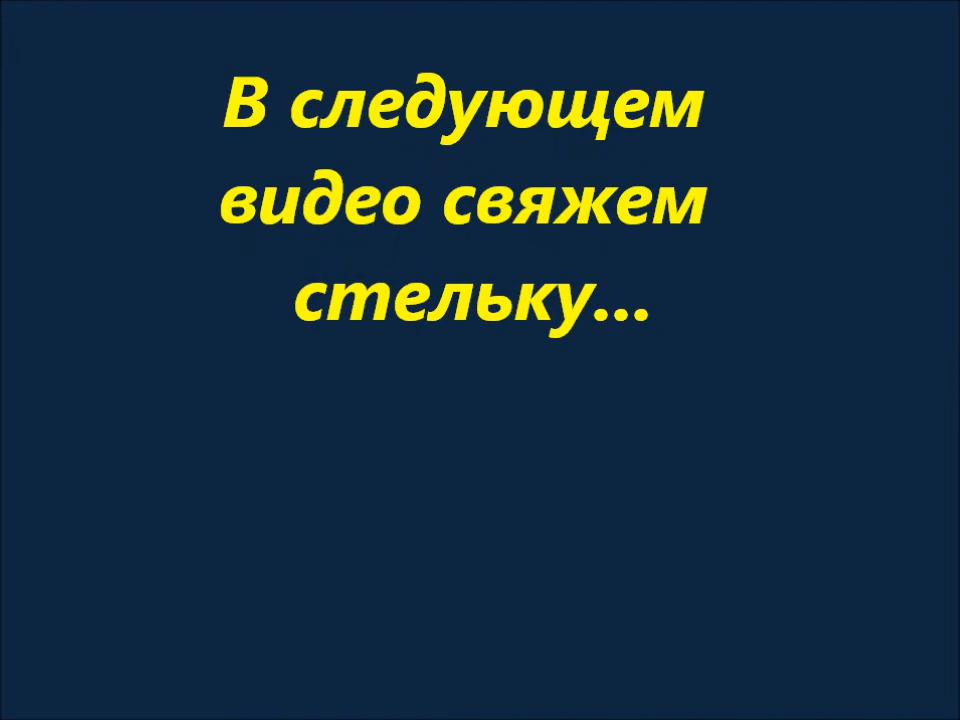 В следующем
видео свяжем
стельку...